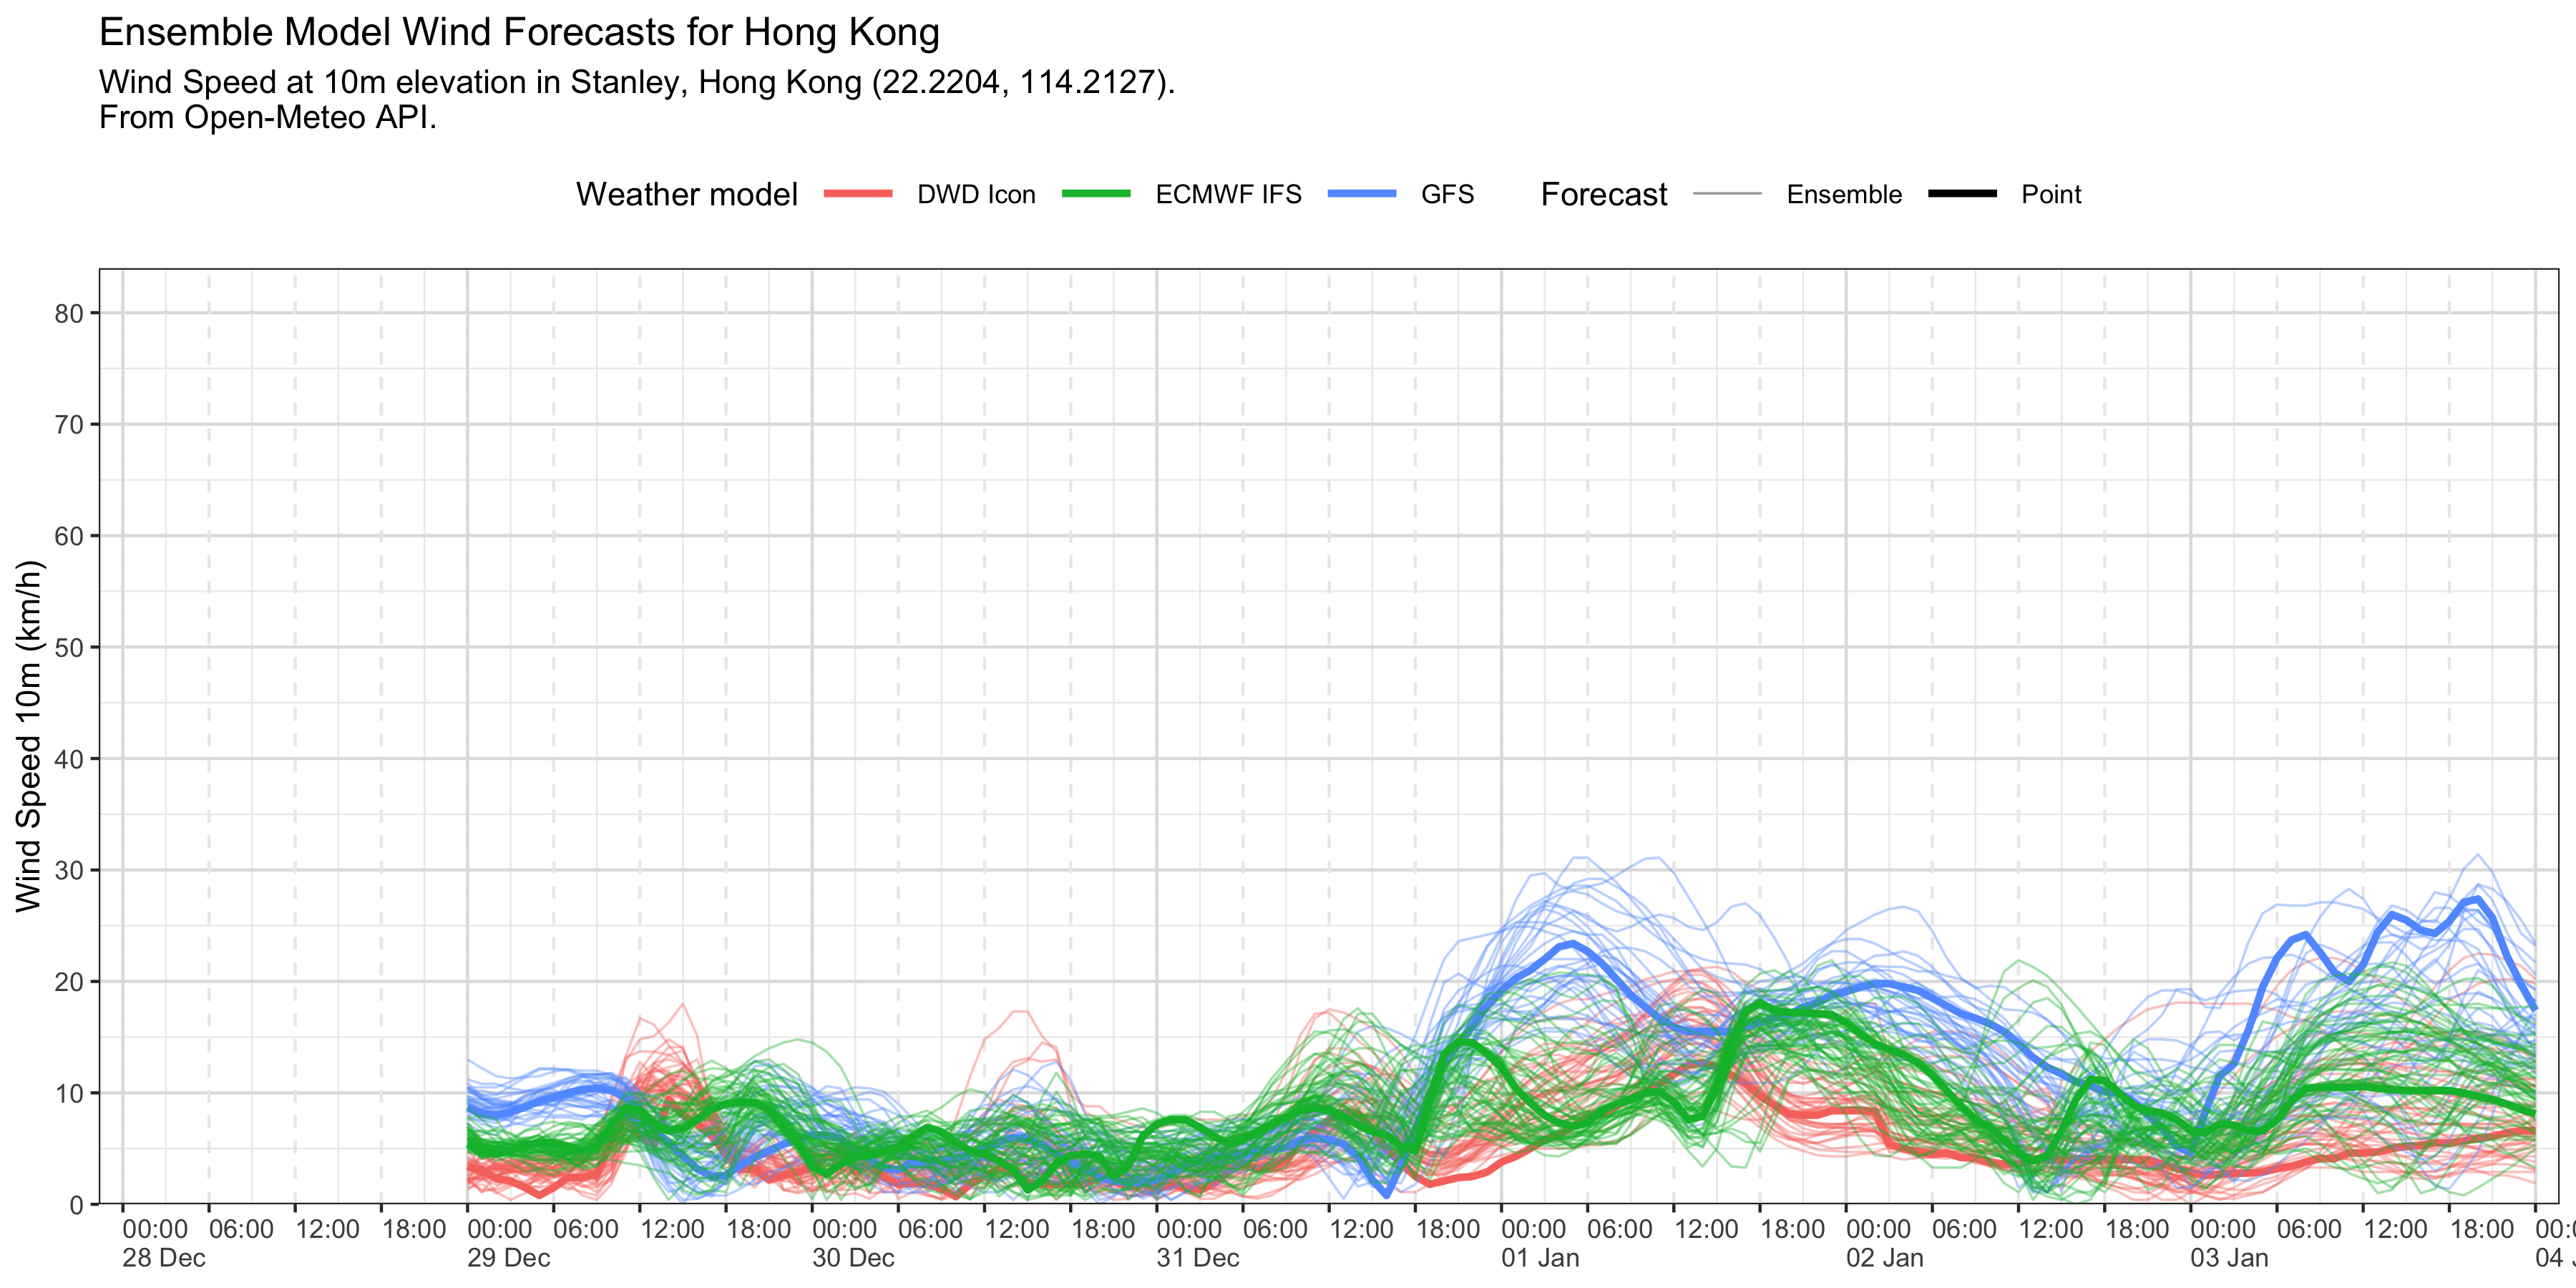 Ensemble Model Wind Forecasts for Hong Kong
Wind Speed at 10m elevation in Stanley, Hong Kong (22.2204, 114.2127).
From Open-Meteo API.
Weather model DWD Icon ECMWF IFS GFS Forecast Ensemble Point
Wind Speed 10m (km/h)
80
70
60
50
40
30
20
10
0
00:00 06:00 12:00 18:00 00:00 06:00 12:00 18:00 00:00 06:00 12:00 18:00 00:00 06:00 12:00 18:00 00:00 06:00 12:00 18:00 00:00 06:00 12:00 18:00 00:00 06:00 12:00 18:00 00:0
28 Dec 29 Dec 30 Dec 31 Dec 01 Jan 02 Jan 03 Jan 04 J